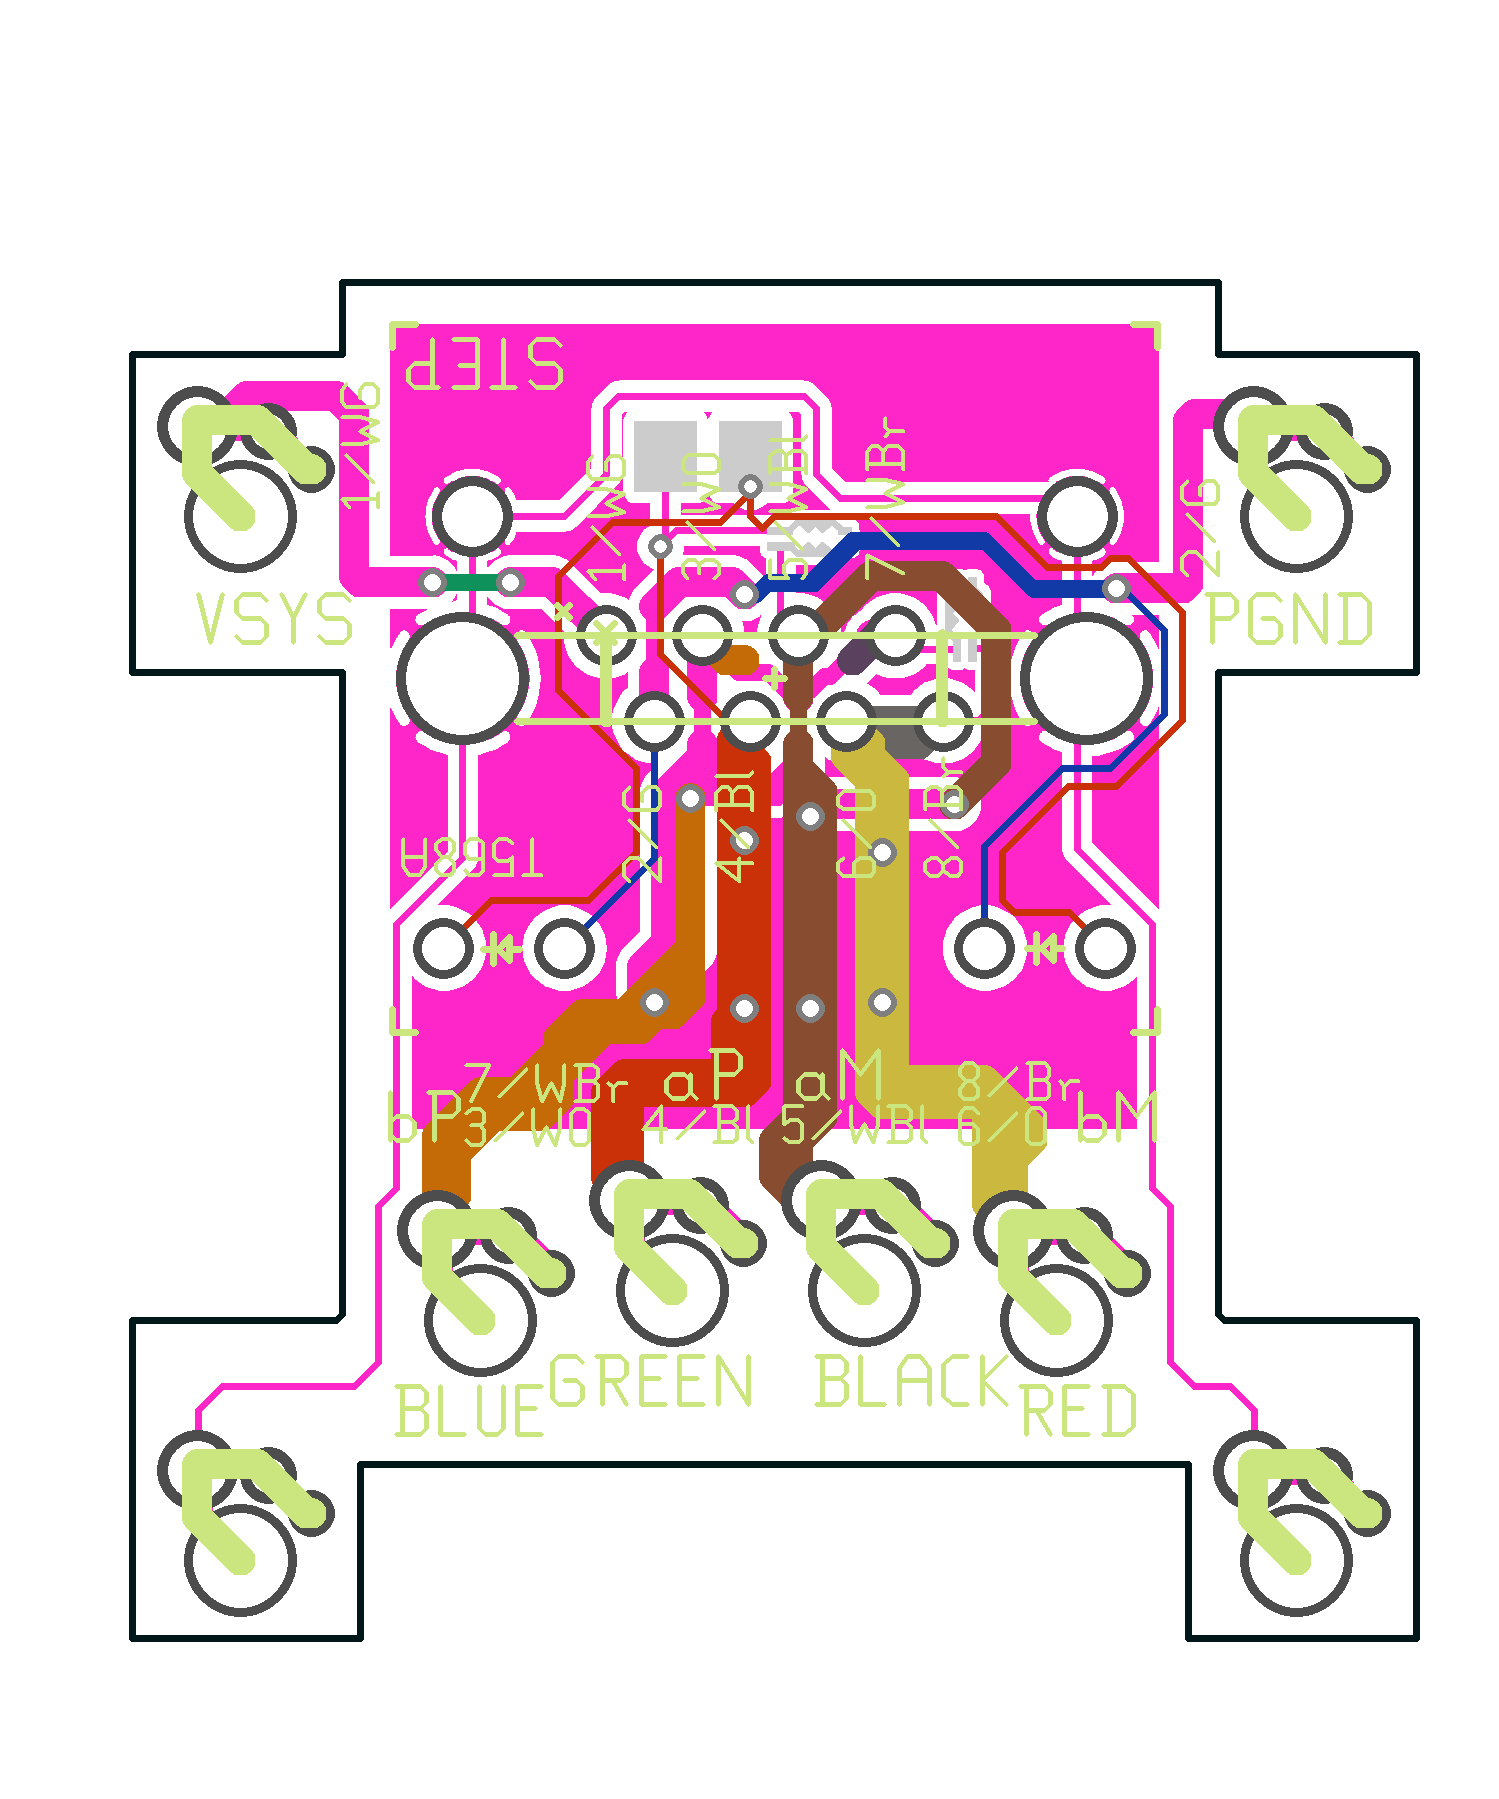 STEP
1/WG
1/WG
3/WO
5/WBl
7/WBr
2/G
VSYS
PGND
2/G
4/Bl
6/O
8/Br
T568A
7/WBr
aP
aM
8/Br
bP
3/WO
4/Bl
5/WBl
6/O
bM
GREEN
BLACK
BLUE
RED